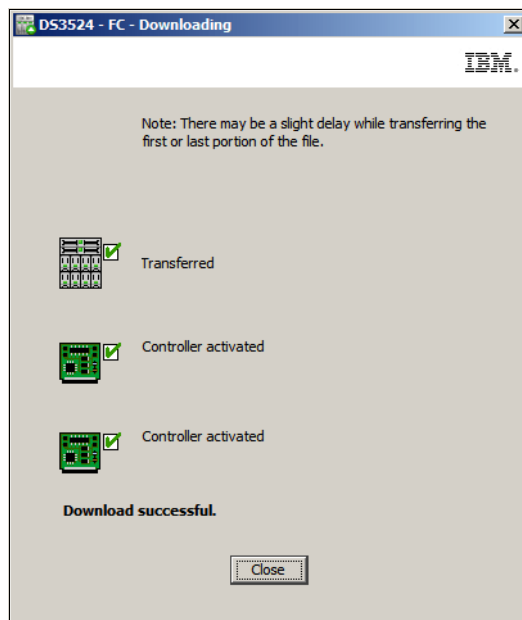 DS3524 - FC - Downloading
IBM.
Note: There may be a slight delay while transferring the
first or last portion of the file.
Transferred
Controller activated
Controller activated
Download successful.
Close